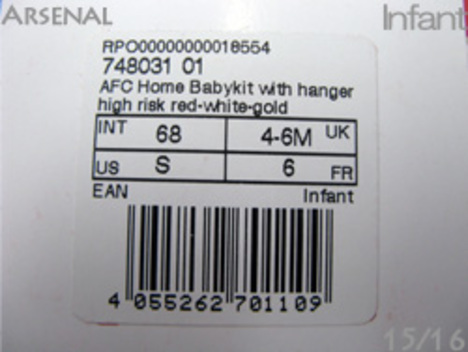 ARSENAL Infant
RPO00000000018554
748031 01
AFC Home Babykit with hanger
high risk red-white-gold
INT 68 4-6M UK
US S 6 FR
EAN Infant
4 055262 701109
15/16